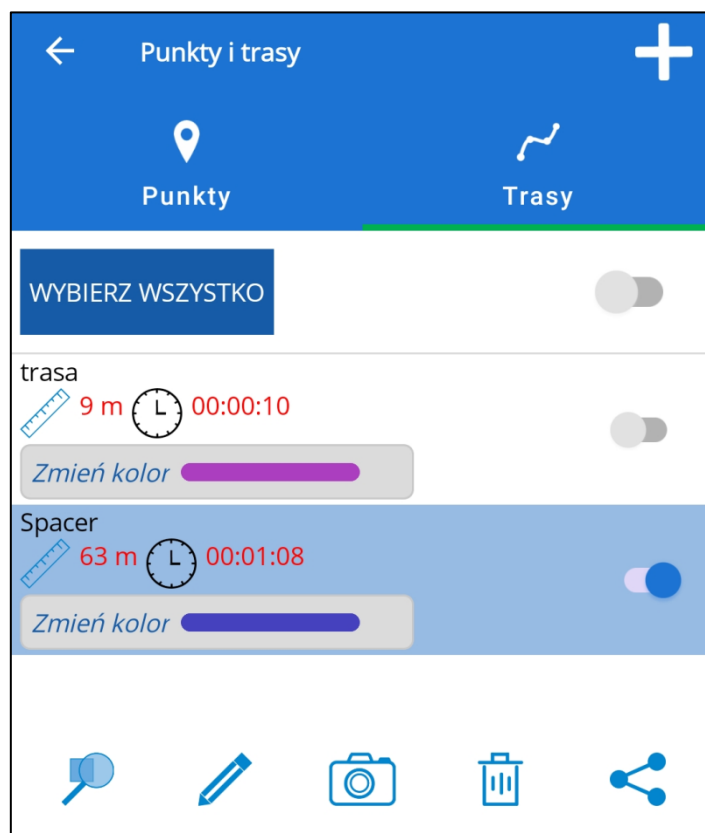 Punkty i trasy
Punkty
Trasy
WYBIERZ WSZYSTKO
trasa
9 m 00:00:10
Zmień kolor
Spacer
63 m 00:01:08
Zmień kolor